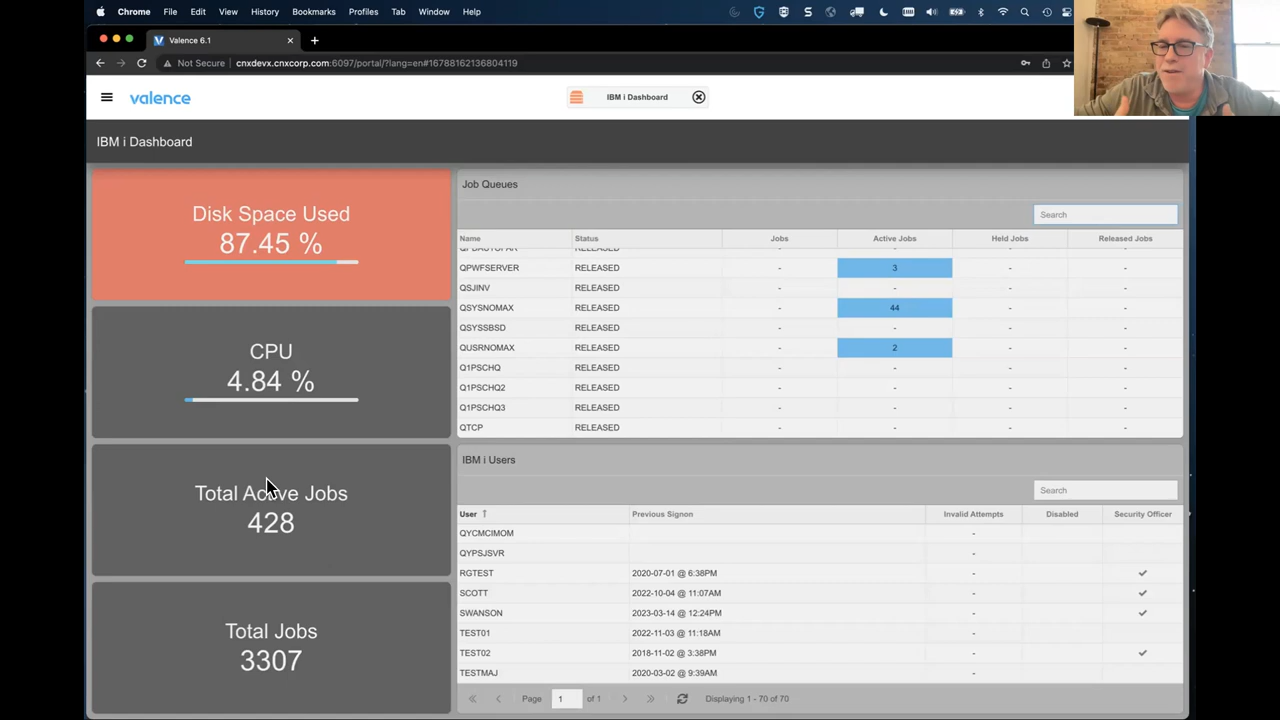 Chrome File Edit View History Bookmarks Profiles Tab Window Help
Valence 6.1
Not Secure cnxdevx.cnxcorp.com:6097/portal/?lang=en#16788162136804119
valence
IBM i Dashboard
IBM i Dashboard
Disk Space Used
87.45 %
CPU
4.84 %
Total Active Jobs
428
Total Jobs
3307
Job Queues
Search
Name Status Jobs Active Jobs Held Jobs Released Jobs
QPWFSERVER RELEASED - 3 - -
QSJINV RELEASED - - - -
QSYSNOMAX RELEASED - 44 - -
QSYSSBSD RELEASED - - - -
QUSRNOMAX RELEASED - 2 - -
Q1PSCHQ RELEASED - - - -
Q1PSCHQ2 RELEASED - - - -
Q1PSCHQ3 RELEASED - - - -
QTCP RELEASED - - - -
IBM i Users
Search
User Previous Signon Invalid Attempts Disabled Security Officer
QYCMCIMOM -
QYPSJSVR -
RGTEST 2020-07-01 @ 6:38PM -
SCOTT 2022-10-04 @ 11:07AM -
SWANSON 2023-03-14 @ 12:24PM -
TEST01 2022-11-03 @ 11:18AM -
TEST02 2018-11-02 @ 3:38PM -
TESTMAJ 2020-03-02 @ 9:39AM -
Page 1 of 1 Displaying 1 - 70 of 70